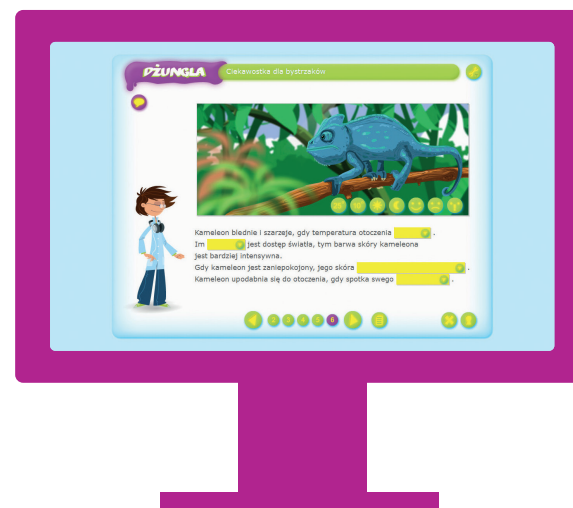 DŻUNGLA
Ciekawostka dla bystrzaków
Kameleon blednie i szarzeje, gdy temperatura otoczenia .
Im jest dostęp światła, tym barwa skóry kameleona
jest bardziej intensywna.
Gdy kameleon jest zaniepokojony, jego skóra .
Kameleon upodabnia się do otoczenia, gdy spotka swego .
2 3 4 5 6